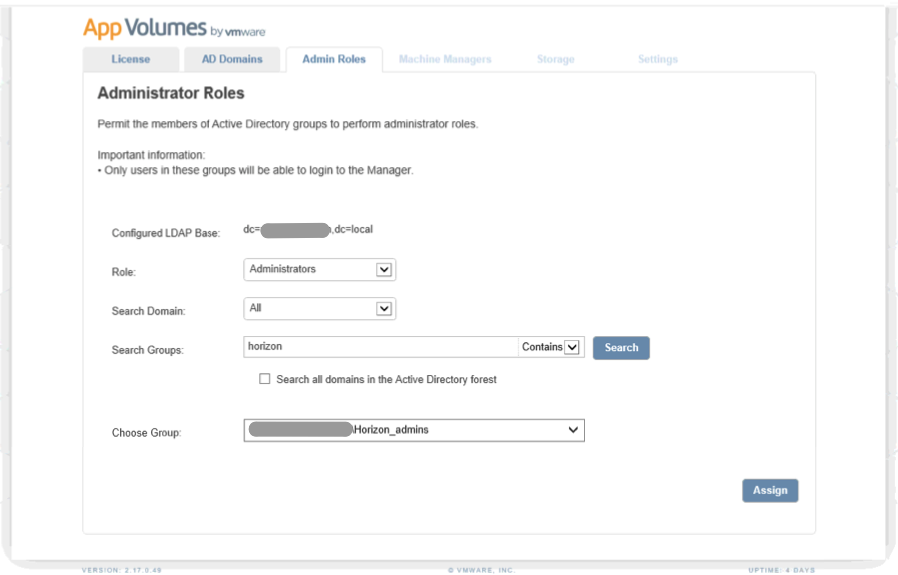 App Volumes by vmware
License AD Domains Admin Roles Machine Managers Storage Settings
Administrator Roles
Permit the members of Active Directory groups to perform administrator roles.
Important information:
• Only users in these groups will be able to login to the Manager.
Configured LDAP Base: dc= ,dc=local
Role: Administrators
Search Domain: All
Search Groups: horizon Contains Search
Search all domains in the Active Directory forest
Choose Group: \Horizon_admins
Assign
VERSION: 2.17.0.49 © VMWARE, INC. UPTIME: 4 DAYS